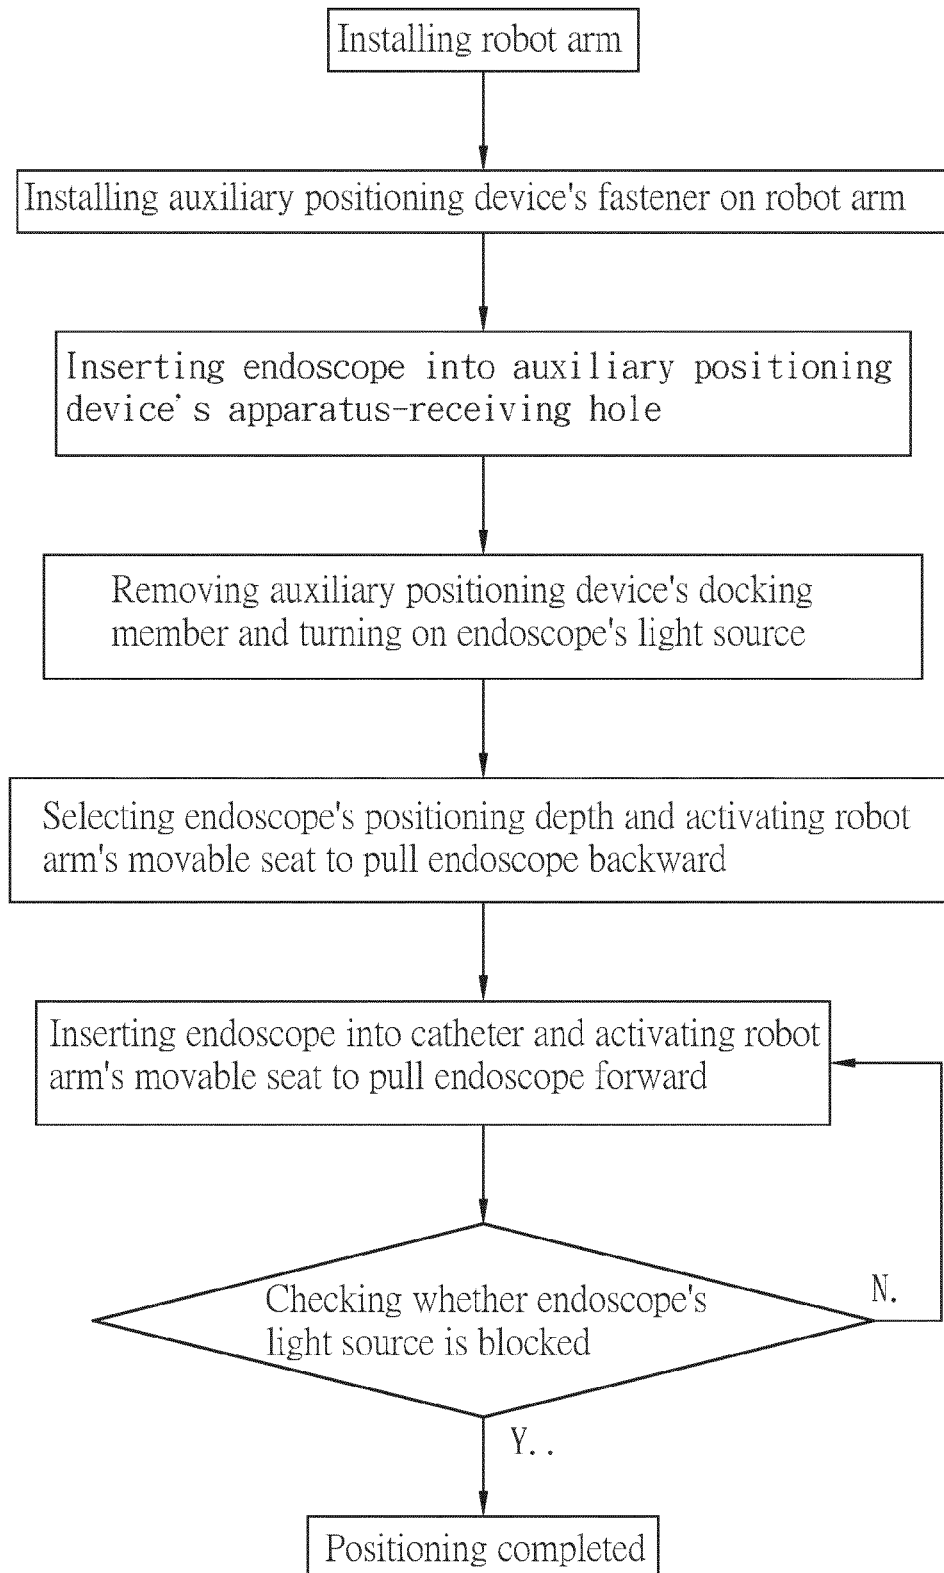 Installing robot arm
Installing auxiliary positioning device's fastener on robot arm
Inserting endoscope into auxiliary positioning
device's apparatus-receiving hole
Removing auxiliary positioning device's docking
member and turning on endoscope's light source
Selecting endoscope's positioning depth and activating robot
arm's movable seat to pull endoscope backward
Inserting endoscope into catheter and activating robot
arm's movable seat to pull endoscope forward
Checking whether endoscope's
light source is blocked
N.
Y..
Positioning completed